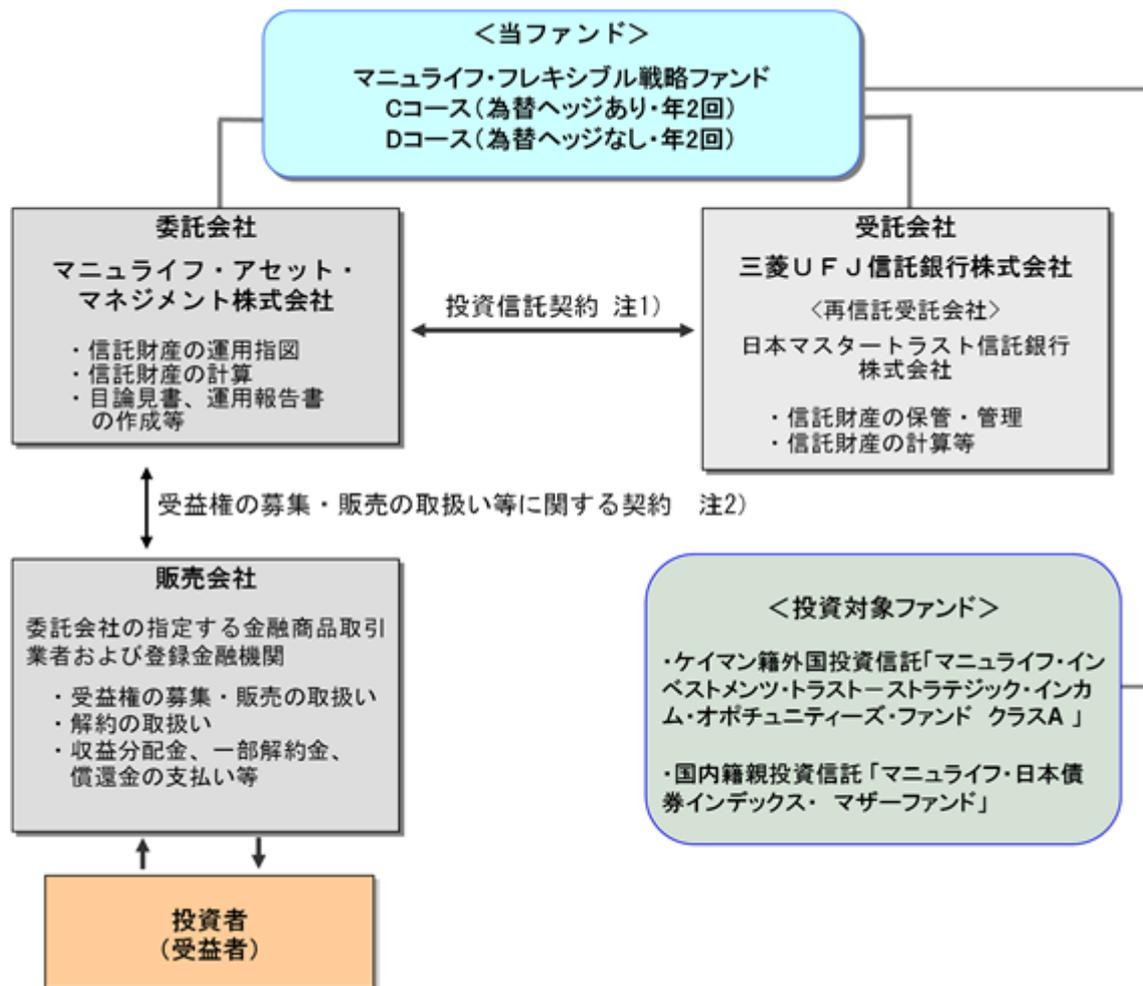 ＜当ファンド＞
マニュライフ・フレキシブル戦略ファンド
Cコース（為替ヘッジあり・年2回）
Dコース（為替ヘッジなし・年2回）
委託会社
マニュライフ・アセット・
マネジメント株式会社
・信託財産の運用指図
・信託財産の計算
・目論見書、運用報告書
の作成等
投資信託契約 注1）
受託会社
三菱ＵＦＪ信託銀行株式会社
〈再信託受託会社〉
日本マスタートラスト信託銀行
株式会社
・信託財産の保管・管理
・信託財産の計算等
受益権の募集・販売の取扱い等に関する契約　注2）
販売会社
委託会社の指定する金融商品取引
業者および登録金融機関
・受益権の募集・販売の取扱い
・解約の取扱い
・収益分配金、一部解約金、
償還金の支払い等
＜投資対象ファンド＞
・ケイマン籍外国投資信託「マニュライフ・イン
ベストメンツ・トラスト－ストラテジック・インカ
ム・オポチュニティーズ・ファンド クラスA 」
・国内籍親投資信託 「マニュライフ・日本債
券インデックス・ マザーファンド」
投資者
（受益者）